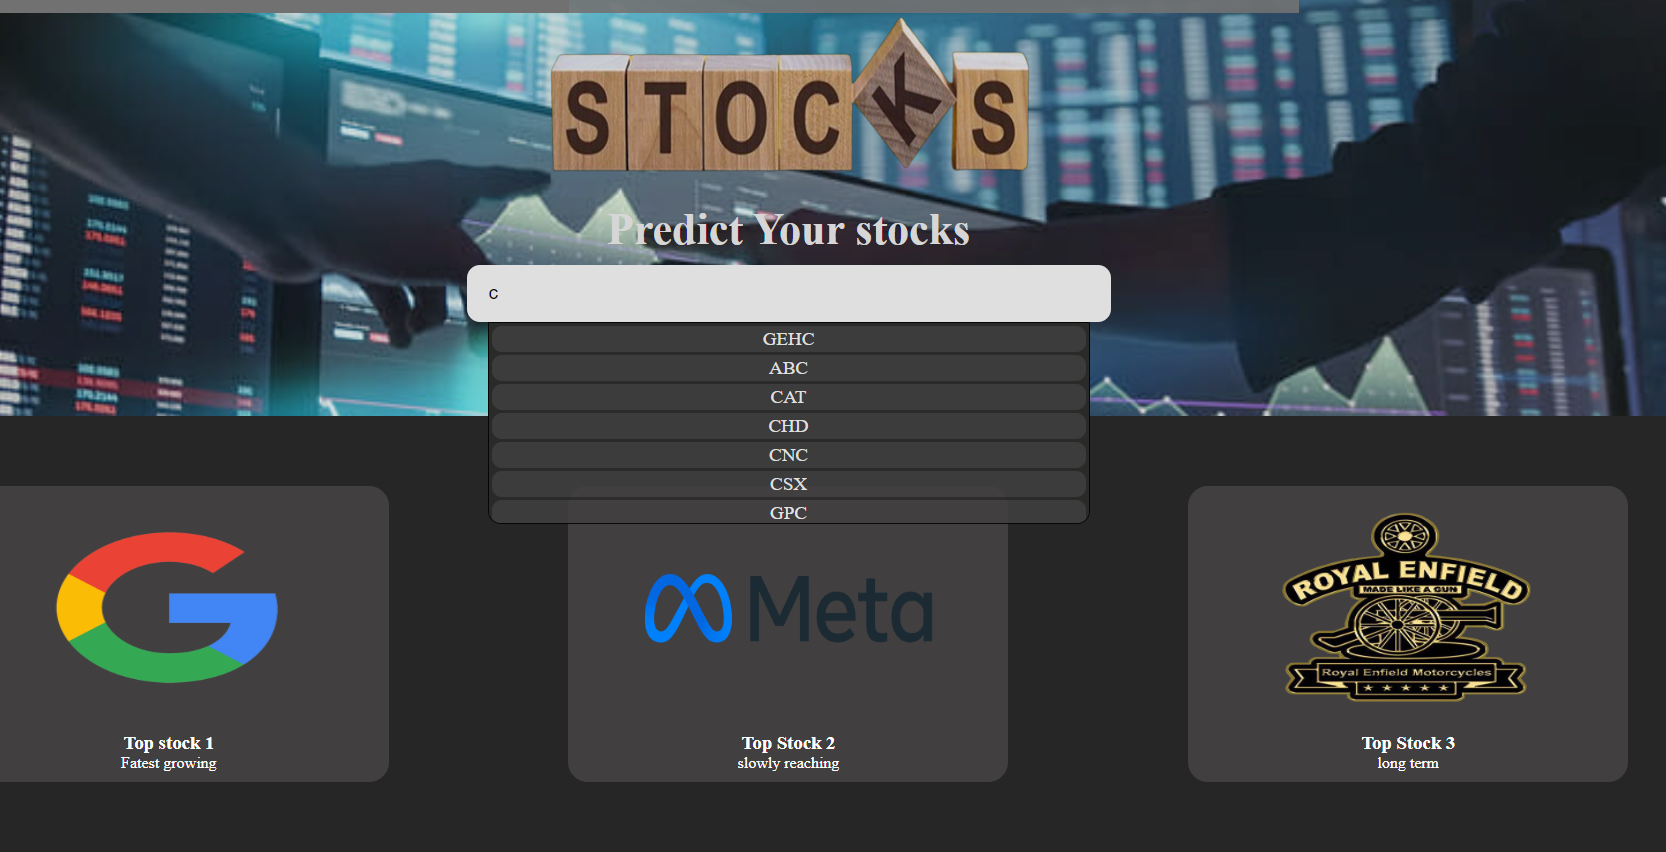 STOCKS
Predict Your stocks
c
GEHC
ABC
CAT
CHD
CNC
CSX
GPC
Meta
ROYAL ENFIELD
MADE LIKE A GUN
Royal Enfield Motorcycles
Top stock 1
Fatest growing
Top Stock 2
slowly reaching
Top Stock 3
long term